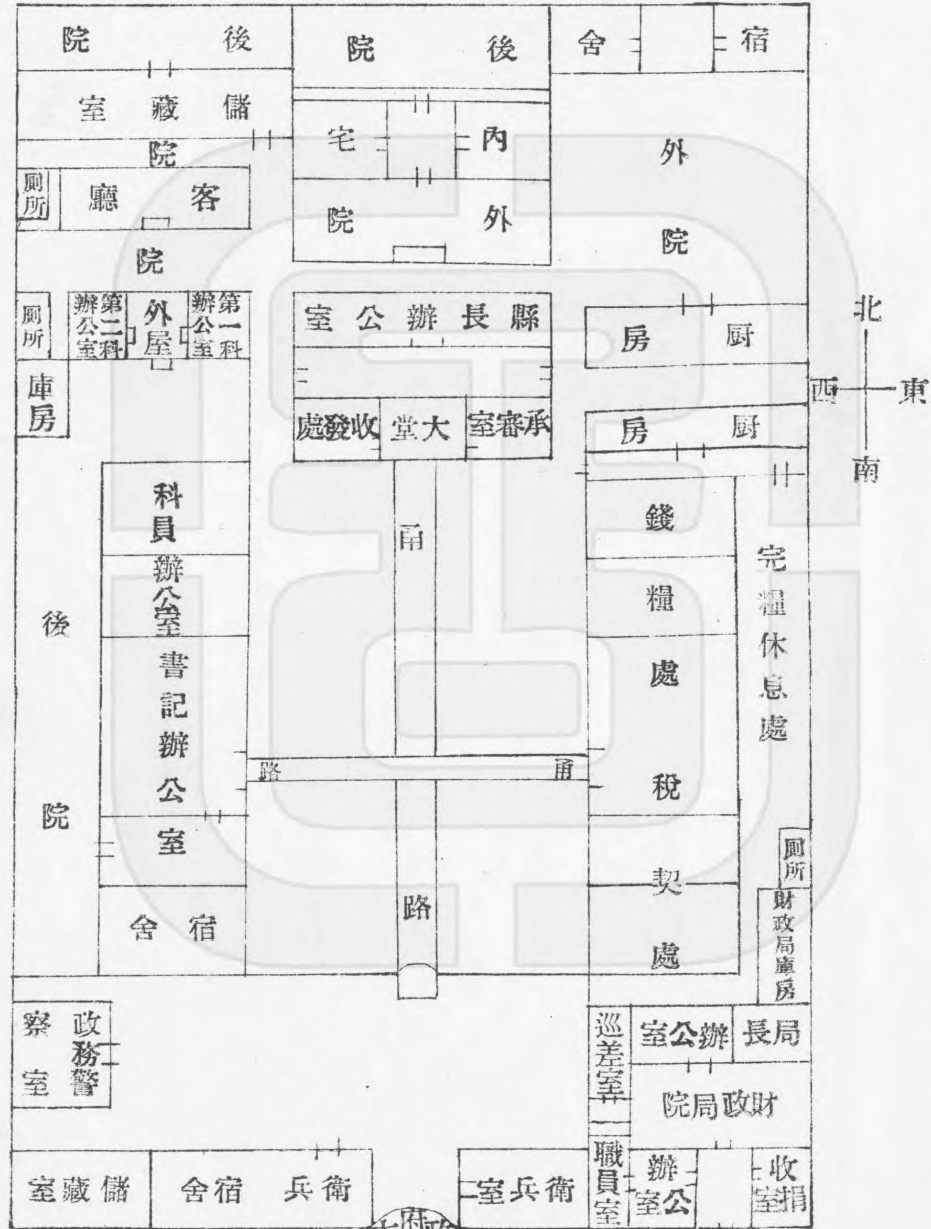 後院
後院
宿舍
儲藏室
內宅
外院
院
廁所
客廳
外院
院
廁所
第二科辦公室
外屋
第一科辦公室
縣長辦公室
廚房
北
西
東
南
庫房
收發處
大堂
承審室
廚房
科員辦公室
甬路
錢糧處
完糧休息處
後院
書記辦公室
甬路
稅契處
宿舍
廁所
財政局庫房
政務警察室
巡差室
局長辦公室
財政局院
儲藏室
衛兵宿舍
衛兵室
職員室
辦公室
收捐室
府